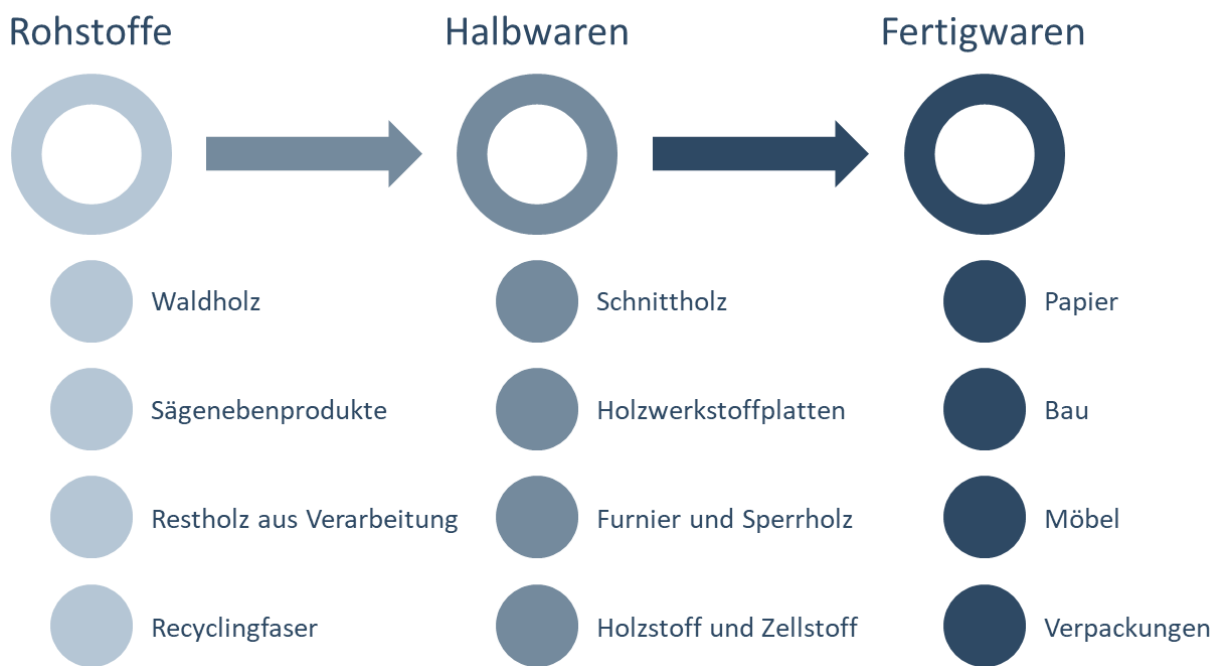 Rohstoffe
Halbwaren
Fertigwaren
Waldholz
Schnittholz
Papier
Sägenebenprodukte
Holzwerkstoffplatten
Bau
Restholz aus Verarbeitung
Furnier und Sperrholz
Möbel
Recyclingfaser
Holzstoff und Zellstoff
Verpackungen